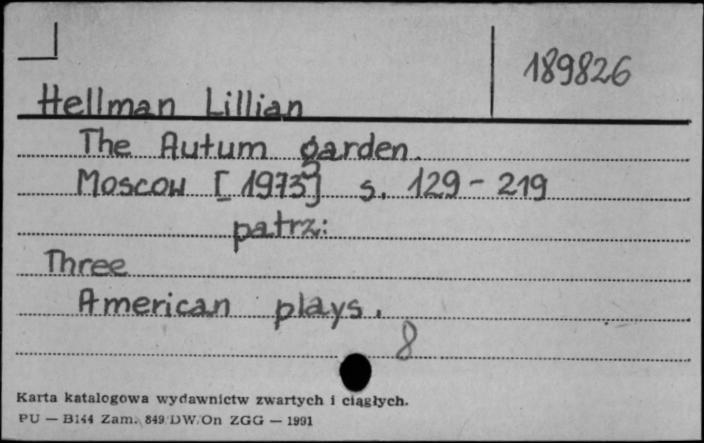 189826
Hellman Lillian
The Autum garden.
Moscow [1973] s. 129-219
patrz:
Three
American plays.
8
Karta katalogowa wydawnictw zwartych i ciągłych.
PU — B144 Zam. 849 DW/On ZGG — 1991